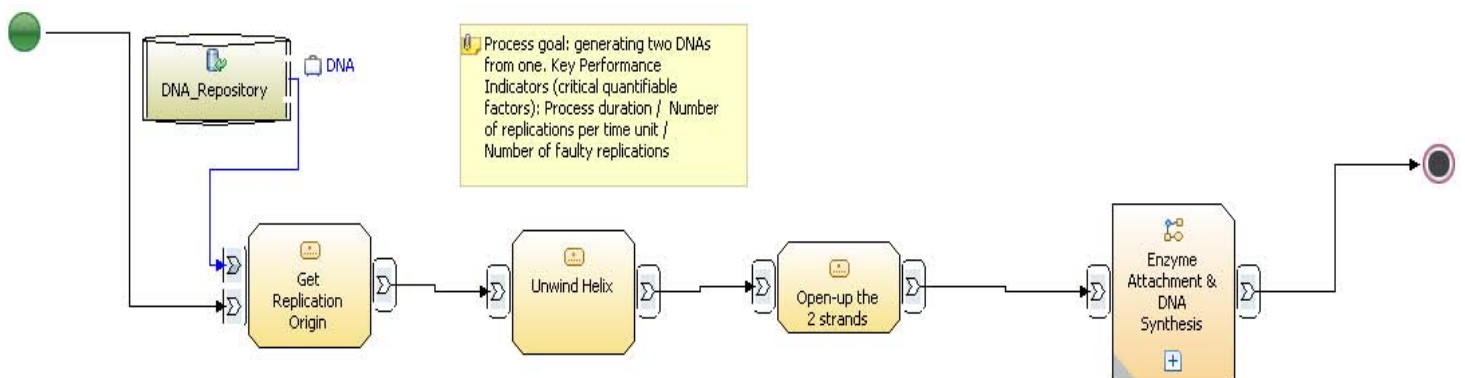 DNA_Repository
DNA
Process goal: generating two DNAs
from one. Key Performance
Indicators (critical quantifiable
factors): Process duration / Number
of replications per time unit /
Number of faulty replications
Get
Replication
Origin
Unwind Helix
Open-up the
2 strands
Enzyme
Attachment &
DNA
Synthesis